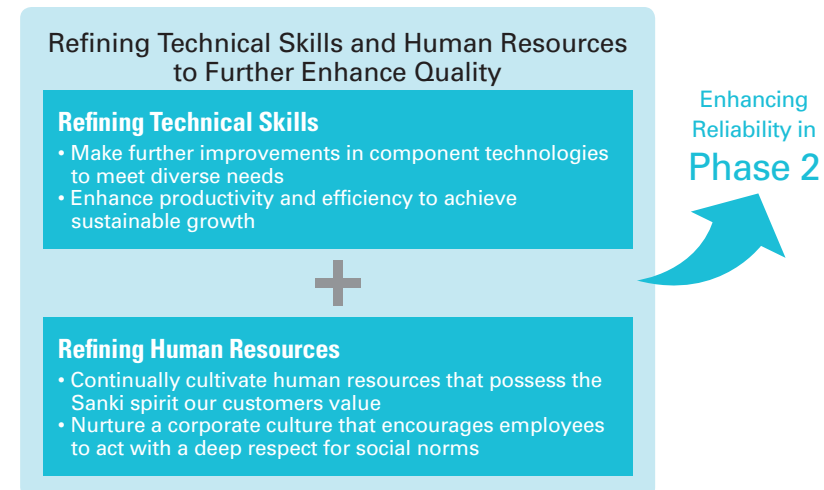 Refining Technical Skills and Human Resources
to Further Enhance Quality
Refining Technical Skills
• Make further improvements in component technologies
to meet diverse needs
• Enhance productivity and efficiency to achieve
sustainable growth
+
Refining Human Resources
• Continually cultivate human resources that possess the
Sanki spirit our customers value
• Nurture a corporate culture that encourages employees
to act with a deep respect for social norms
Enhancing
Reliability in
Phase 2